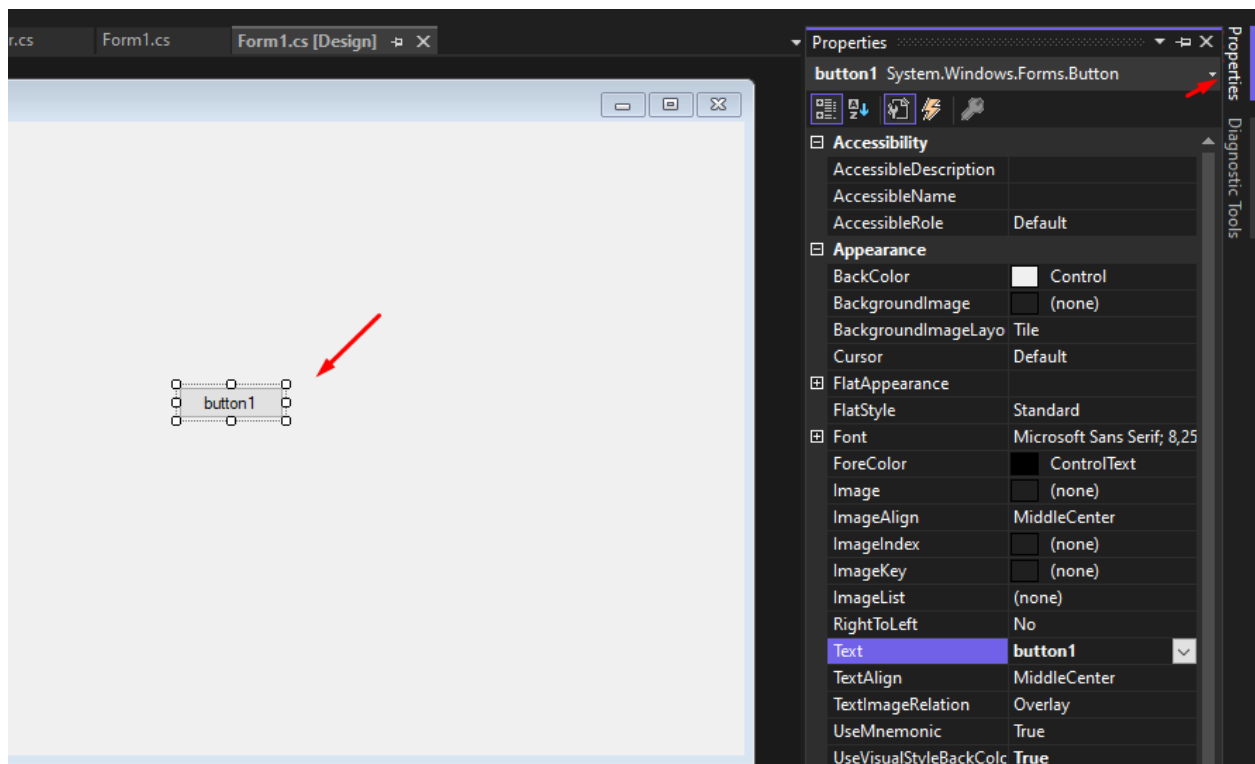 r.cs Form1.cs Form1.cs [Design]
Properties
button1 System.Windows.Forms.Button
Accessibility
AccessibleDescription
AccessibleName
AccessibleRole Default
Appearance
BackColor Control
BackgroundImage (none)
BackgroundImageLayo Tile
Cursor Default
FlatAppearance
FlatStyle Standard
Font Microsoft Sans Serif; 8,25
ForeColor ControlText
Image (none)
ImageAlign MiddleCenter
ImageIndex (none)
ImageKey (none)
ImageList (none)
RightToLeft No
Text button1
TextAlign MiddleCenter
TextImageRelation Overlay
UseMnemonic True
UseVisualStyleBackColc True
button1
Properties
Diagnostic Tools